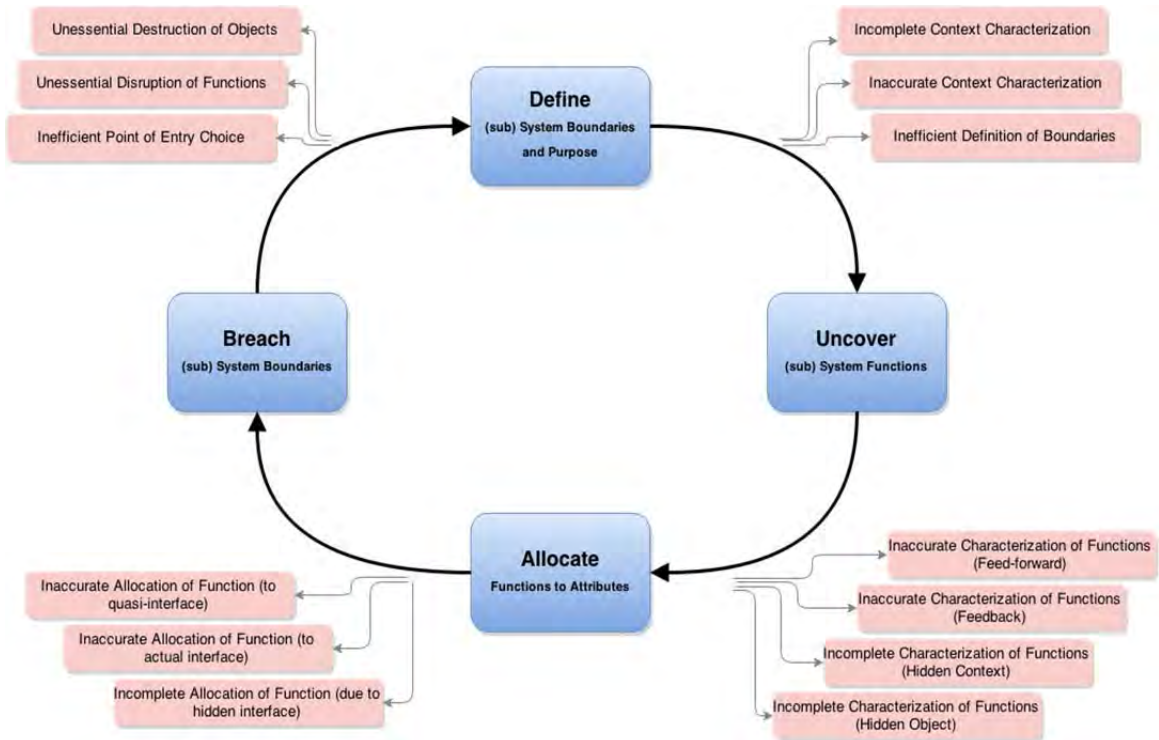 Unessential Destruction of Objects
Unessential Disruption of Functions
Inefficient Point of Entry Choice
Define
(sub) System Boundaries
and Purpose
Incomplete Context Characterization
Inaccurate Context Characterization
Inefficient Definition of Boundaries
Breach
(sub) System Boundaries
Uncover
(sub) System Functions
Allocate
Functions to Attributes
Inaccurate Allocation of Function (to
quasi-interface)
Inaccurate Allocation of Function (to
actual interface)
Incomplete Allocation of Function (due to
hidden interface)
Inaccurate Characterization of Functions
(Feed-forward)
Inaccurate Characterization of Functions
(Feedback)
Incomplete Characterization of Functions
(Hidden Context)
Incomplete Characterization of Functions
(Hidden Object)